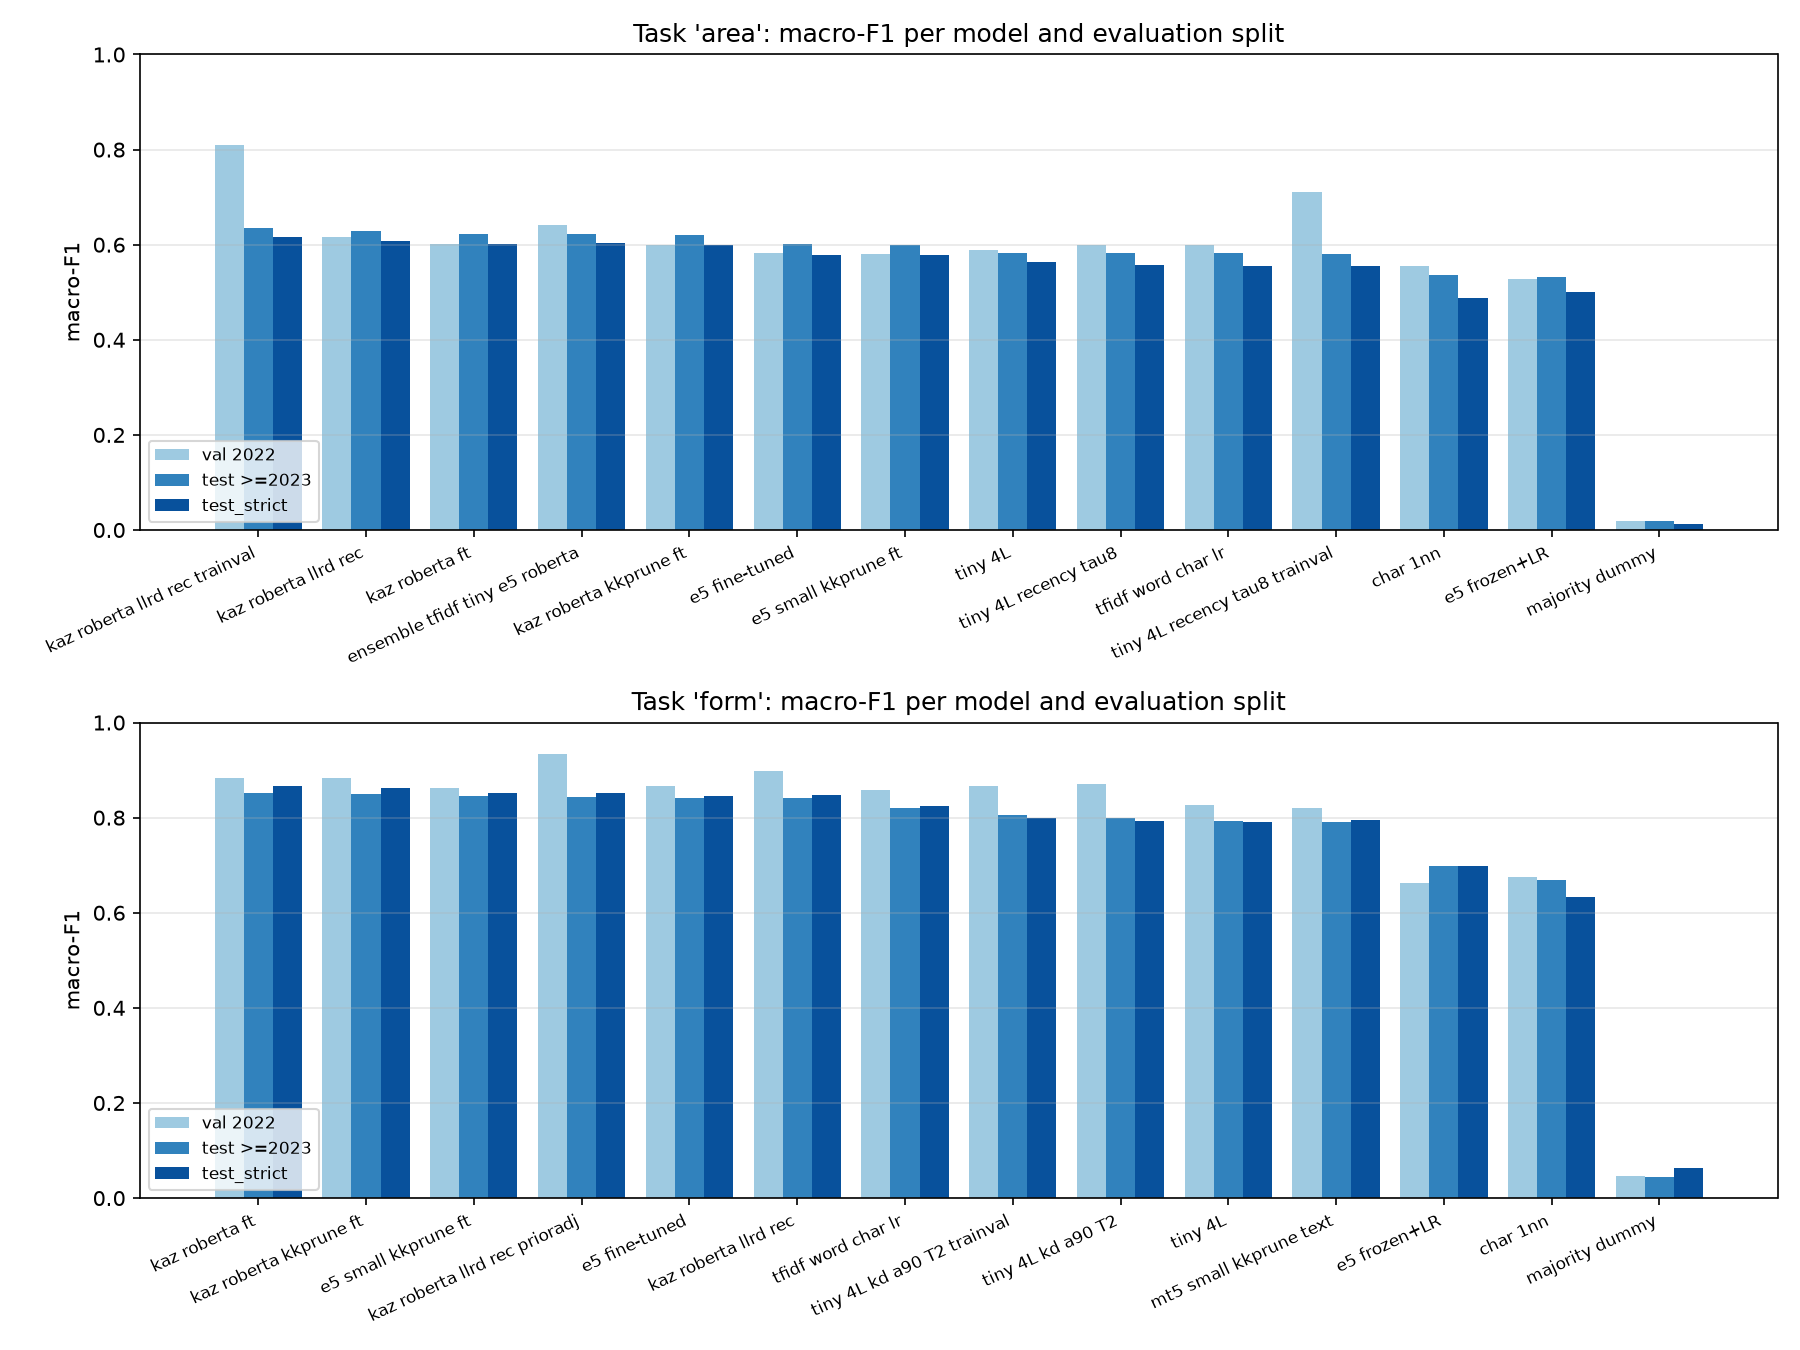 Task 'area': macro-F1 per model and evaluation split
1.0
0.8
0.6
0.4
0.2
0.0
macro-F1
val 2022
test >=2023
test_strict
kaz roberta llrd rec trainval
kaz roberta llrd rec
kaz roberta ft
ensemble tfidf tiny e5 roberta
kaz roberta kkprune ft
e5 fine-tuned
e5 small kkprune ft
tiny 4L
tiny 4L recency tau8
tfidf word char lr
tiny 4L recency tau8 trainval
char 1nn
e5 frozen+LR
majority dummy
Task 'form': macro-F1 per model and evaluation split
1.0
0.8
0.6
0.4
0.2
0.0
macro-F1
val 2022
test >=2023
test_strict
kaz roberta ft
kaz roberta kkprune ft
e5 small kkprune ft
kaz roberta llrd rec prioradj
e5 fine-tuned
kaz roberta llrd rec
tfidf word char lr
tiny 4L kd a90 T2 trainval
tiny 4L kd a90 T2
tiny 4L
mt5 small kkprune text
e5 frozen+LR
char 1nn
majority dummy